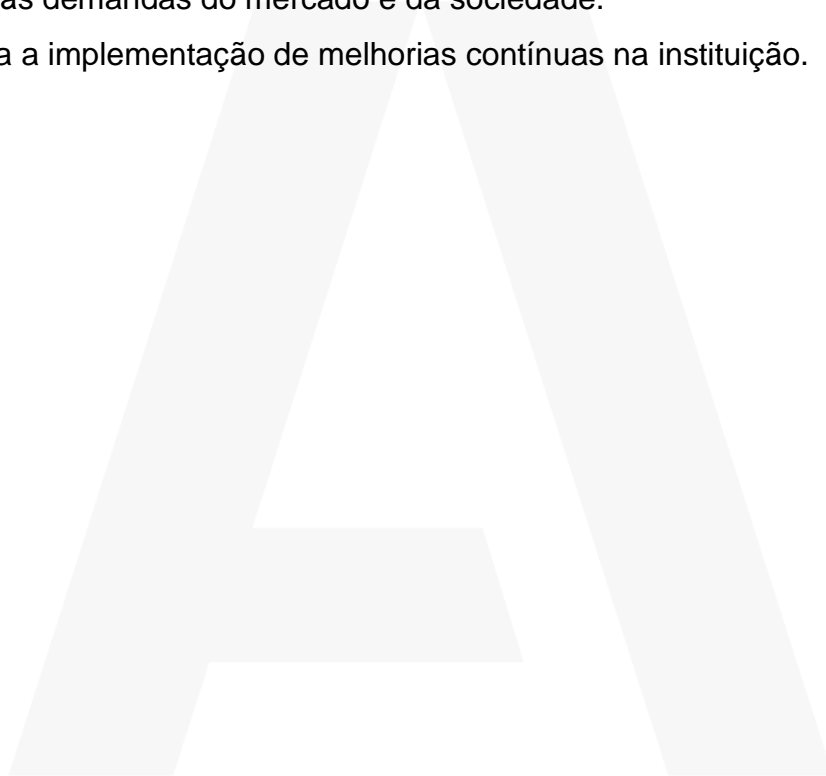 as demandas do mercado e da sociedade.
a a implementação de melhorias contínuas na instituição.
A